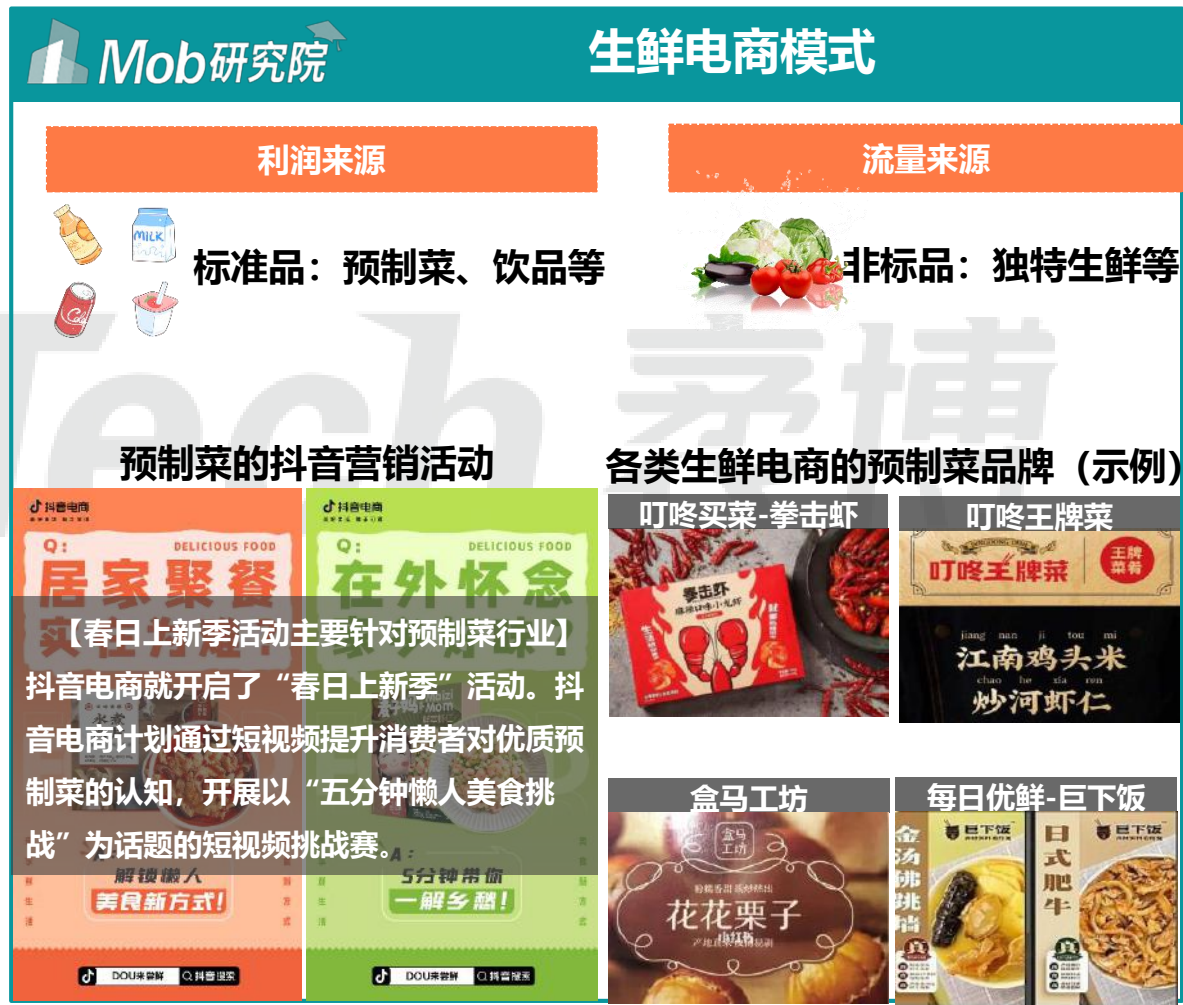 Mob研究院
生鲜电商模式
利润来源
流量来源
MILK
标准品：预制菜、饮品等
非标品：独特生鲜等
Tech 袤博
预制菜的抖音营销活动
各类生鲜电商的预制菜品牌（示例）
抖音电商
Q:
DELICIOUS FOOD
居家聚餐
抖音电商
Q:
DELICIOUS FOOD
在外怀念
【春日上新季活动主要针对预制菜行业】
抖音电商就开启了“春日上新季”活动。抖
音电商计划通过短视频提升消费者对优质预
制菜的认知，开展以“五分钟懒人美食挑
战”为话题的短视频挑战赛。
解锁懒人
美食新方式!
A:
5分钟带你
一解乡愁!
DOU来尝鲜
抖音搜索
DOU来尝鲜
抖音搜索
叮咚买菜-拳击虾
拳击虾
叮咚王牌菜
叮咚王牌菜
王牌
菜肴
jiang nan ji tou mi
江南鸡头米
chao he xia ren
炒河虾仁
盒马工坊
盒马
工坊
花花栗子
小红书
每日优鲜-巨下饭
巨下饭
金汤佛跳墙
真
巨下饭
日式肥牛
真